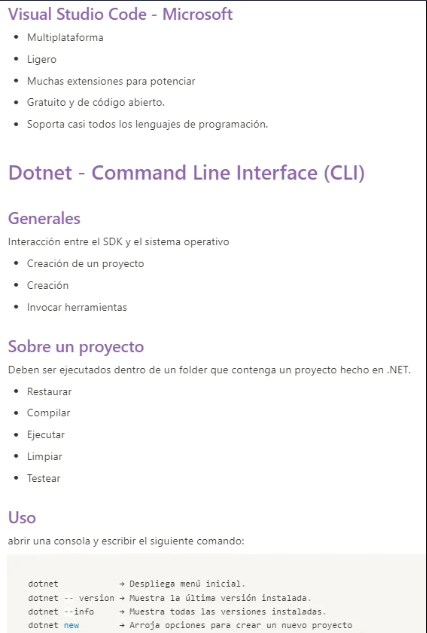 Visual Studio Code - Microsoft
• Multiplataforma
• Ligero
• Muchas extensiones para potenciar
• Gratuito y de código abierto.
• Soporta casi todos los lenguajes de programación.
Dotnet - Command Line Interface (CLI)
Generales
Interacción entre el SDK y el sistema operativo
• Creación de un proyecto
• Creación
• Invocar herramientas
Sobre un proyecto
Deben ser ejecutados dentro de un folder que contenga un proyecto hecho en .NET.
• Restaurar
• Compilar
• Ejecutar
• Limpiar
• Testear
Uso
abrir una consola y escribir el siguiente comando:
dotnet → Despliega menú inicial.
dotnet -- version → Muestra la última versión instalada.
dotnet --info → Muestra todas las versiones instaladas.
dotnet new → Arroja opciones para crear un nuevo proyecto